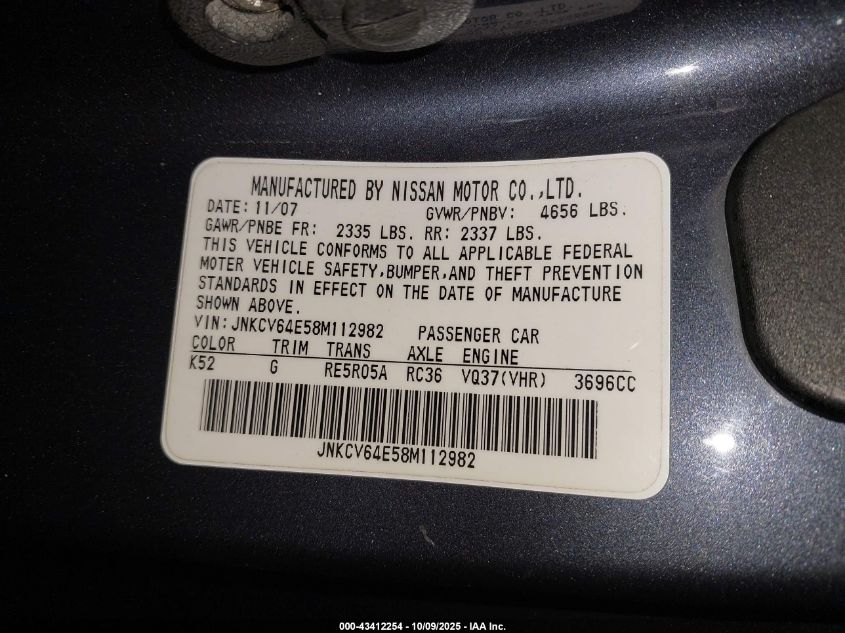 MOTOR CO., LTD.
MANUFACTURED BY NISSAN MOTOR CO.,LTD.
DATE: 11/07 GVWR/PNBV: 4656 LBS.
GAWR/PNBE FR: 2335 LBS. RR: 2337 LBS.
THIS VEHICLE CONFORMS TO ALL APPLICABLE FEDERAL
MOTER VEHICLE SAFETY,BUMPER,AND THEFT PREVENTION
STANDARDS IN EFFECT ON THE DATE OF MANUFACTURE
SHOWN ABOVE.
VIN:JNKCV64E58M112982 PASSENGER CAR
COLOR TRIM TRANS AXLE ENGINE
K52 G RE5R05A RC36 VQ37(VHR) 3696CC
JNKCV64E58M112982
000-43412254 - 10/09/2025 - IAA Inc.